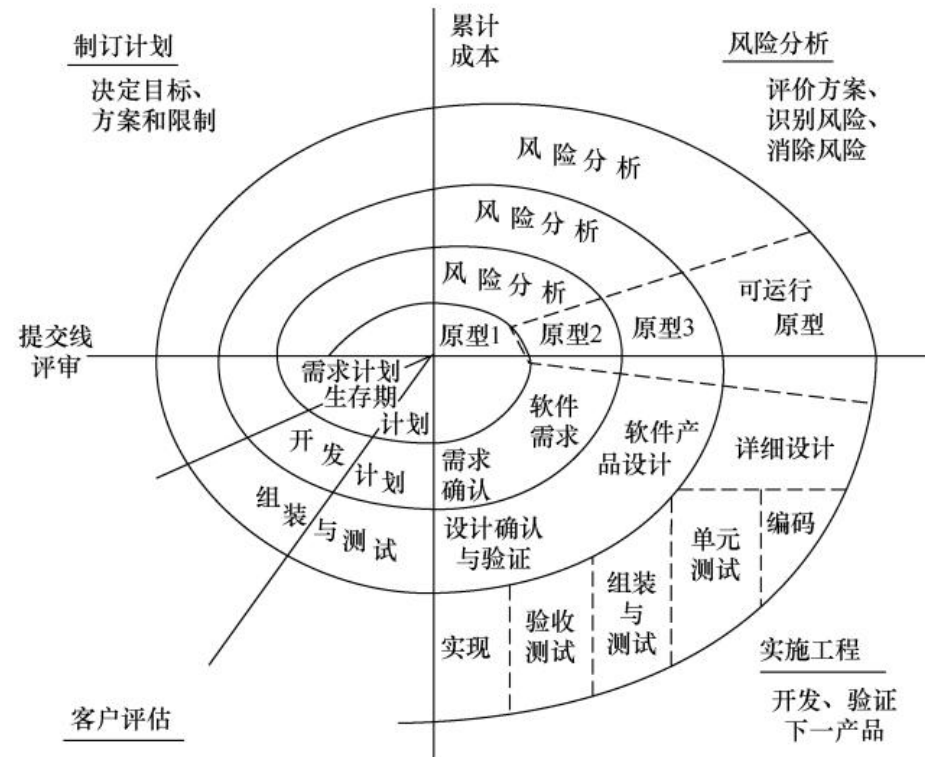 制订计划
决定目标、
方案和限制
累计
成本
风险分析
评价方案、
识别风险、
消除风险
风险分析
风险分析
风险分析
可运行
原型
原型1
原型2
原型3
提交线
评审
需求计划
生存期
计划
开发计划
组装与测试
软件
需求
需求
确认
软件产
品设计
设计确认
与验证
详细设计
编码
单元
测试
组装
与
测试
验收
测试
实现
实施工程
开发、验证
下一产品
客户评估